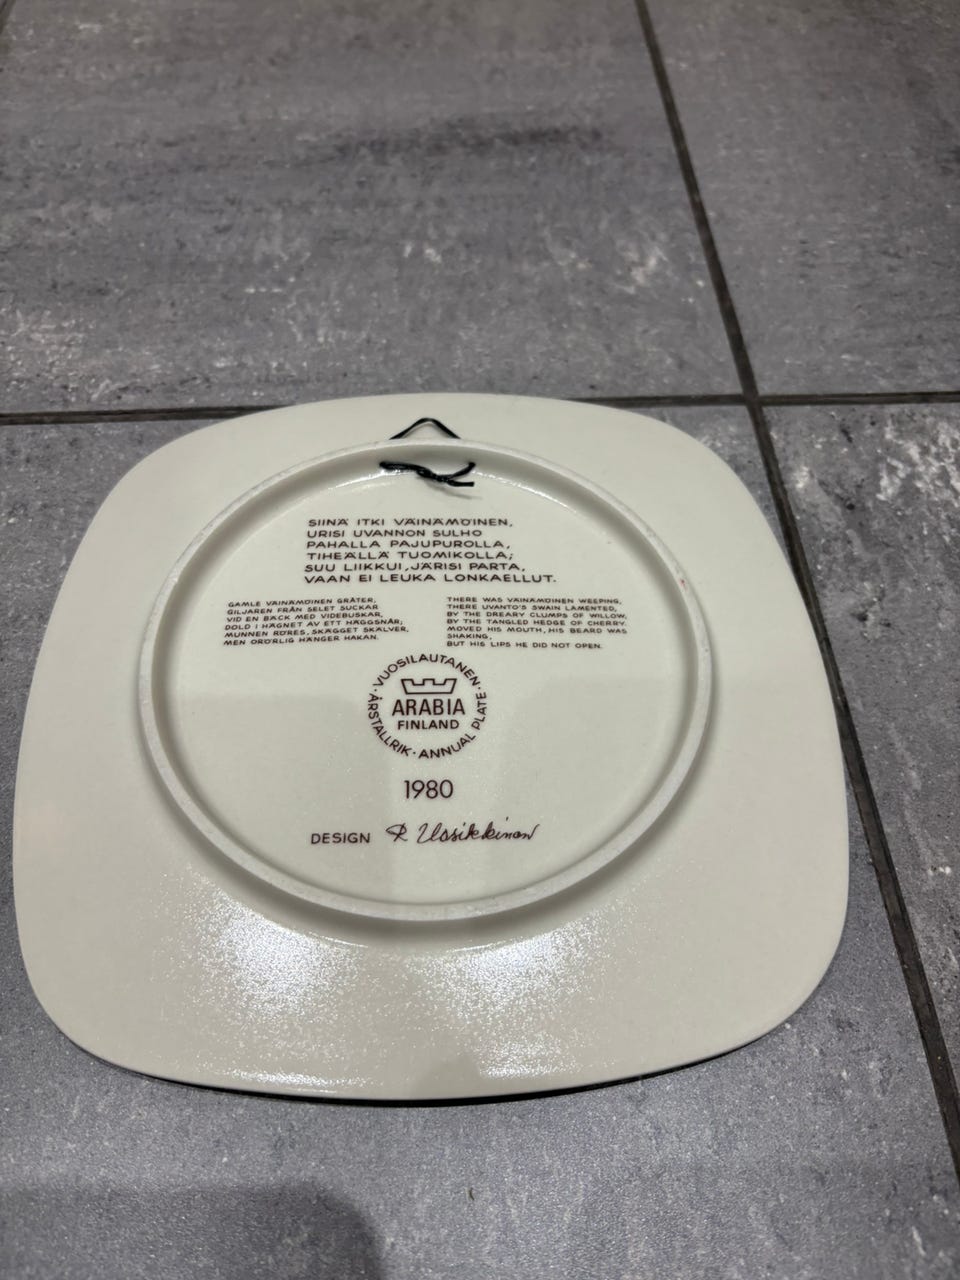 SIINÄ ITKI VÄINÄMÖINEN,
URISI UVANNON SULHO
PAHALLA PAJUPUROLLA,
TIHEÄLLÄ TUOMIKOLLA;
SUU LIIKKUI, JÄRISI PARTA,
VAAN EI LEUKA LONKAELLUT.
GAMLE VÄINÄMÖINEN GRÅTER;
GILJAREN FRÅN SELET SUCKAR
VID EN BÄCK MED VIDEBUSKAR,
DOLD I HÄGNET AV ETT HÄGGSNÅR;
MUNNEN RÖRES, SKÄGGET SKÄLVER,
MEN ORÖRLIG HÄNGER HAKAN.
THERE WAS VÄINÄMÖINEN WEEPING,
THERE UVANTO'S SWAIN LAMENTED,
BY THE DREARY CLUMPS OF WILLOW,
BY THE TANGLED HEDGE OF CHERRY.
MOVED HIS MOUTH, HIS BEARD WAS
SHAKING,
BUT HIS LIPS HE DID NOT OPEN.
· VUOSILAUTANEN ·
ARABIA
FINLAND
ÅRSTALLRIK · ANNUAL PLATE
1980
DESIGN R Uosikkinen